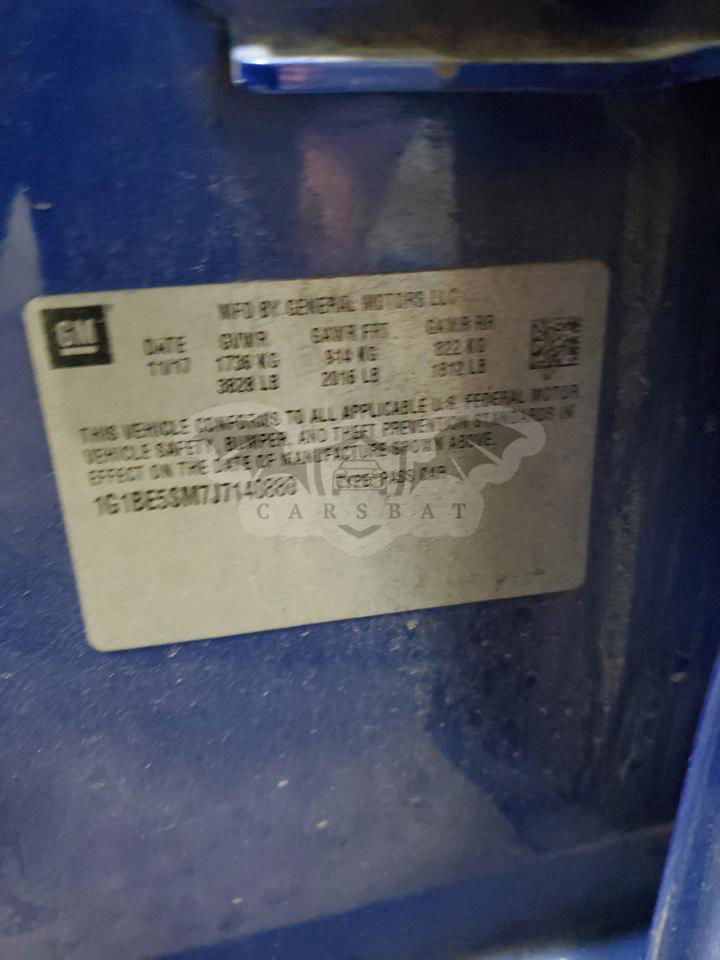 GM
MFD BY GENERAL MOTORS LLC
DATE GVWR GAWR FRT GAWR RR
11/17 1736 KG 914 KG 822 KG
3828 LB 2016 LB 1812 LB
THIS VEHICLE CONFORMS TO ALL APPLICABLE U.S. FEDERAL MOTOR
VEHICLE SAFETY, BUMPER, AND THEFT PREVENTION STANDARDS IN
EFFECT ON THE DATE OF MANUFACTURE SHOWN ABOVE.
1G1BE5SM7J7140880 TYPE: PASS CAR
CARSBAT